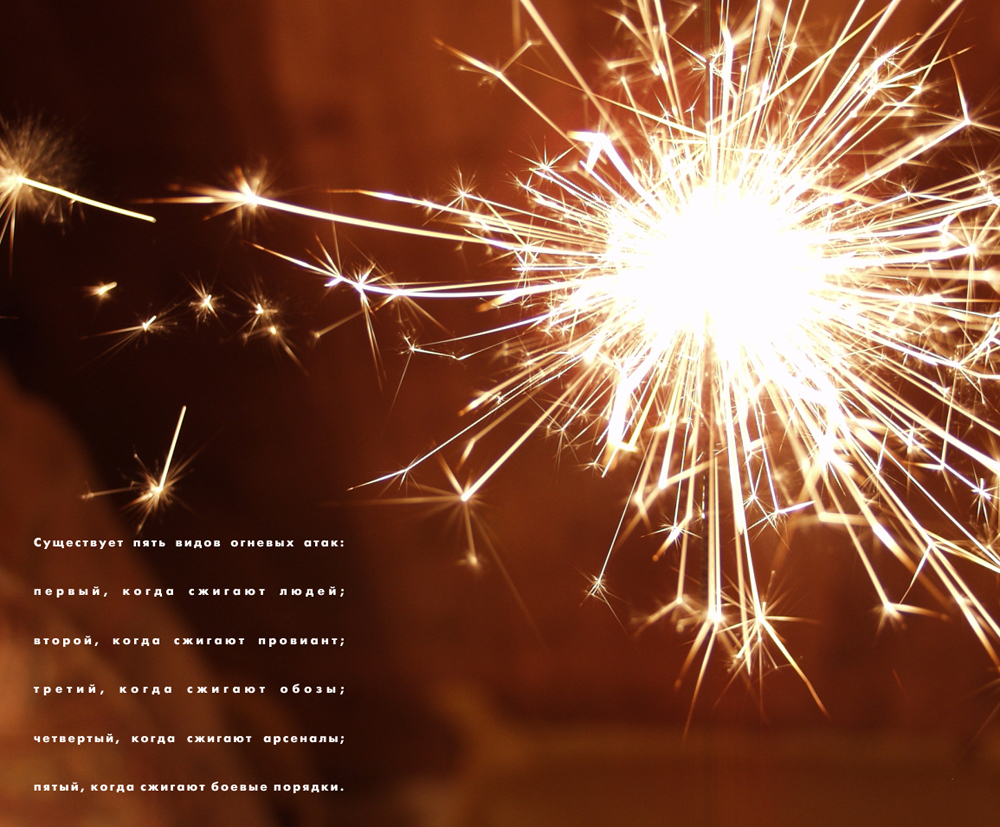 Существует пять видов огневых атак:
первый, когда сжигают людей;
второй, когда сжигают провиант;
третий, когда сжигают обозы;
четвертый, когда сжигают арсеналы;
пятый, когда сжигают боевые порядки.